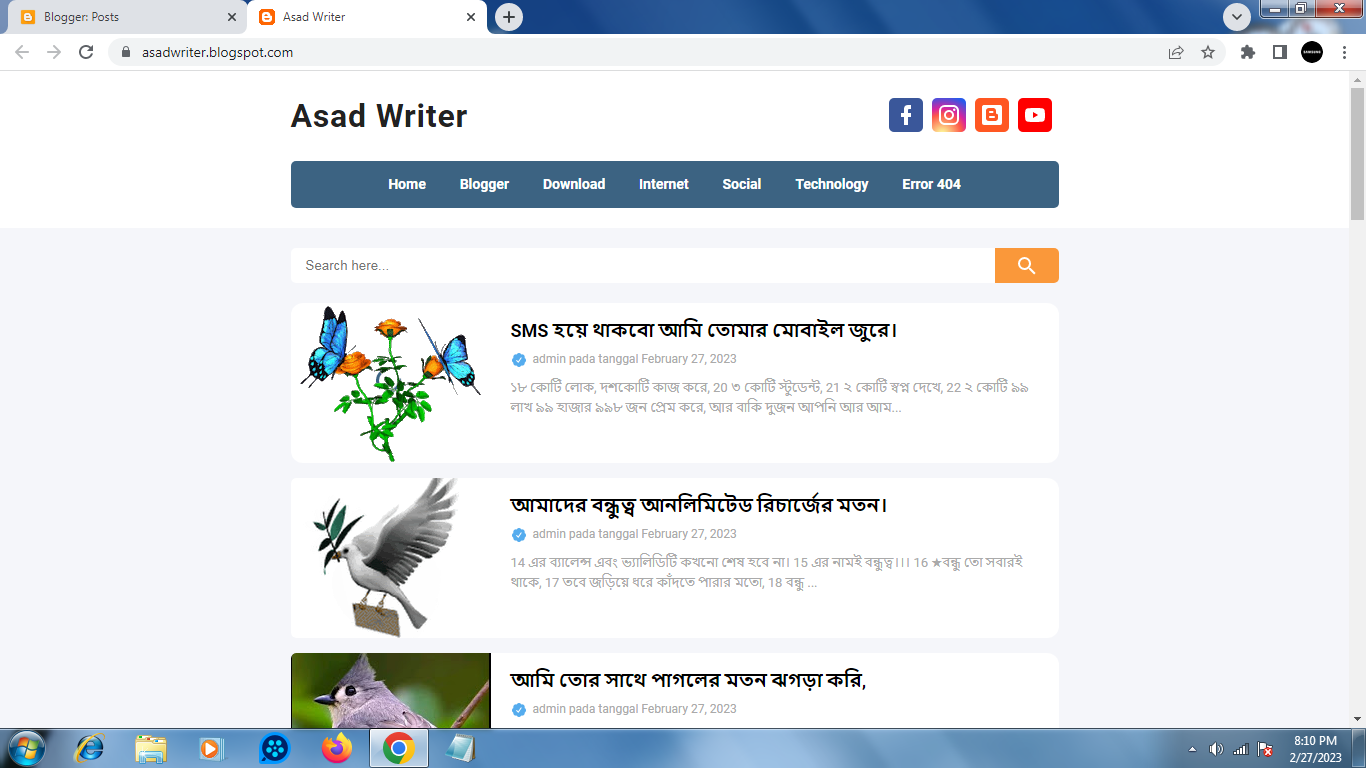 Blogger: Posts
Asad Writer
asadwriter.blogspot.com
SAMSUNG
Asad Writer
Home Blogger Download Internet Social Technology Error 404
Search here...
SMS হয়ে থাকবো আমি তোমার মোবাইল জুরে।
admin pada tanggal February 27, 2023
১৮ কোটি লোক, দশকোটি কাজ করে, 20 ৩ কোটি স্টুডেন্ট, 21 ২ কোটি স্বপ্ন দেখে, 22 ২ কোটি ৯৯
লাখ ৯৯ হাজার ৯৯৮ জন প্রেম করে, আর বাকি দুজন আপনি আর আম...
আমাদের বন্ধুত্ব আনলিমিটেড রিচার্জের মতন।
admin pada tanggal February 27, 2023
14 এর ব্যালেন্স এবং ভ্যালিডিটি কখনো শেষ হবে না। 15 এর নামই বন্ধুত্ব।।। 16 ★বন্ধু তো সবারই
থাকে, 17 তবে জড়িয়ে ধরে কাঁদতে পারার মতো, 18 বন্ধু ...
আমি তোর সাথে পাগলের মতন ঝগড়া করি,
admin pada tanggal February 27, 2023
8:10 PM
2/27/2023